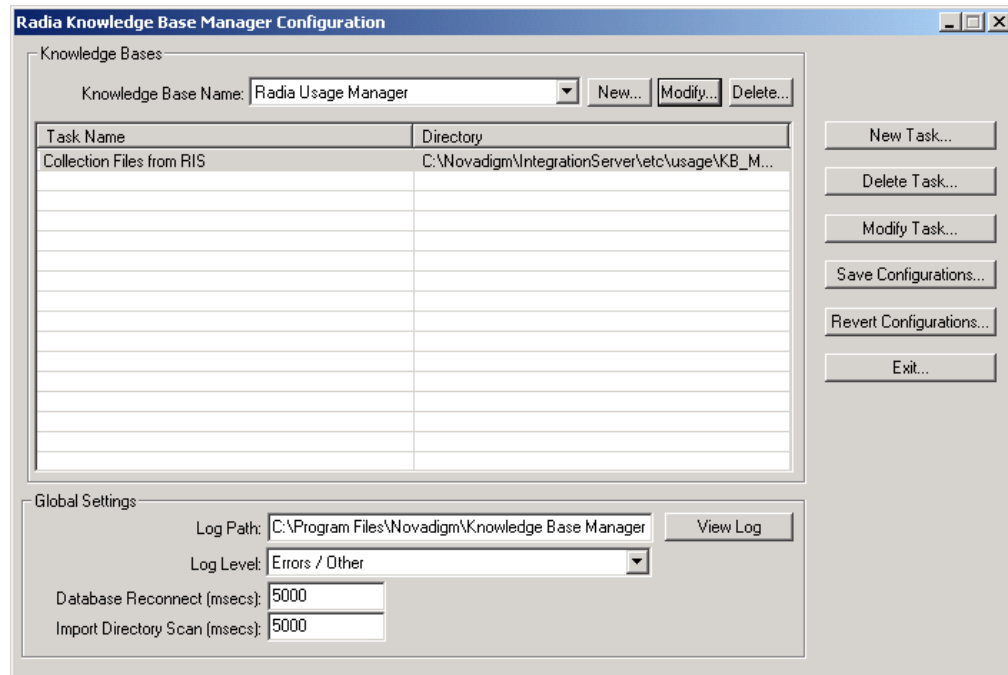 Radia Knowledge Base Manager Configuration
Knowledge Bases
Knowledge Base Name: Radia Usage Manager New... Modify... Delete...
Task Name Directory
Collection Files from RIS C:\Novadigm\IntegrationServer\etc\usage\KB_M...
New Task...
Delete Task...
Modify Task...
Save Configurations...
Revert Configurations...
Exit...
Global Settings
Log Path: C:\Program Files\Novadigm\Knowledge Base Manager View Log
Log Level: Errors / Other
Database Reconnect (msecs): 5000
Import Directory Scan (msecs): 5000